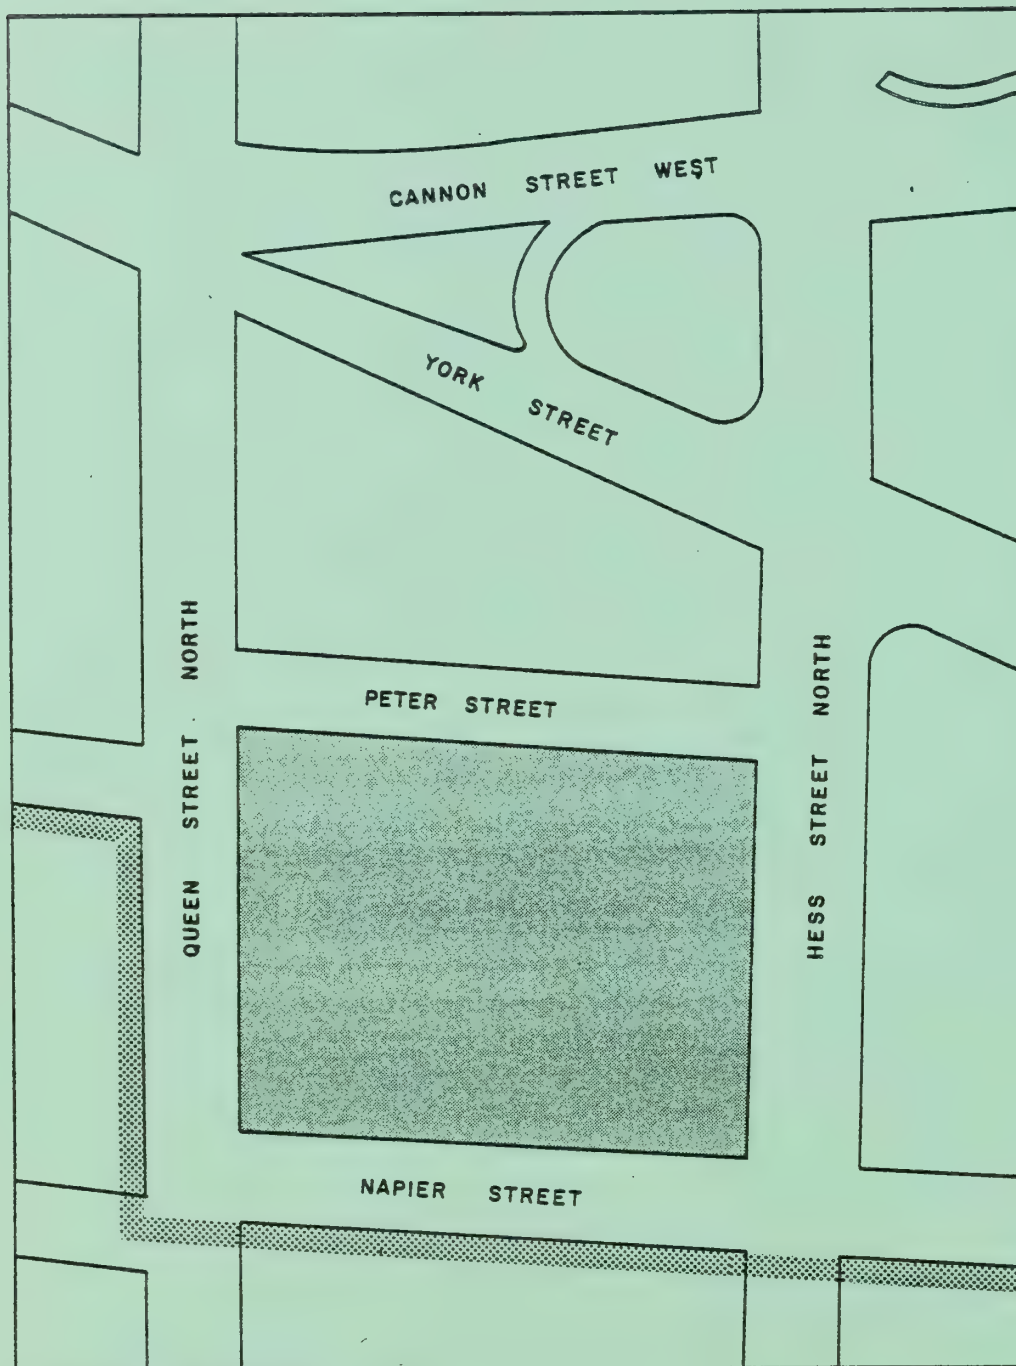 CANNON STREET WEST
YORK STREET
QUEEN STREET NORTH
HESS STREET NORTH
PETER STREET
NAPIER STREET